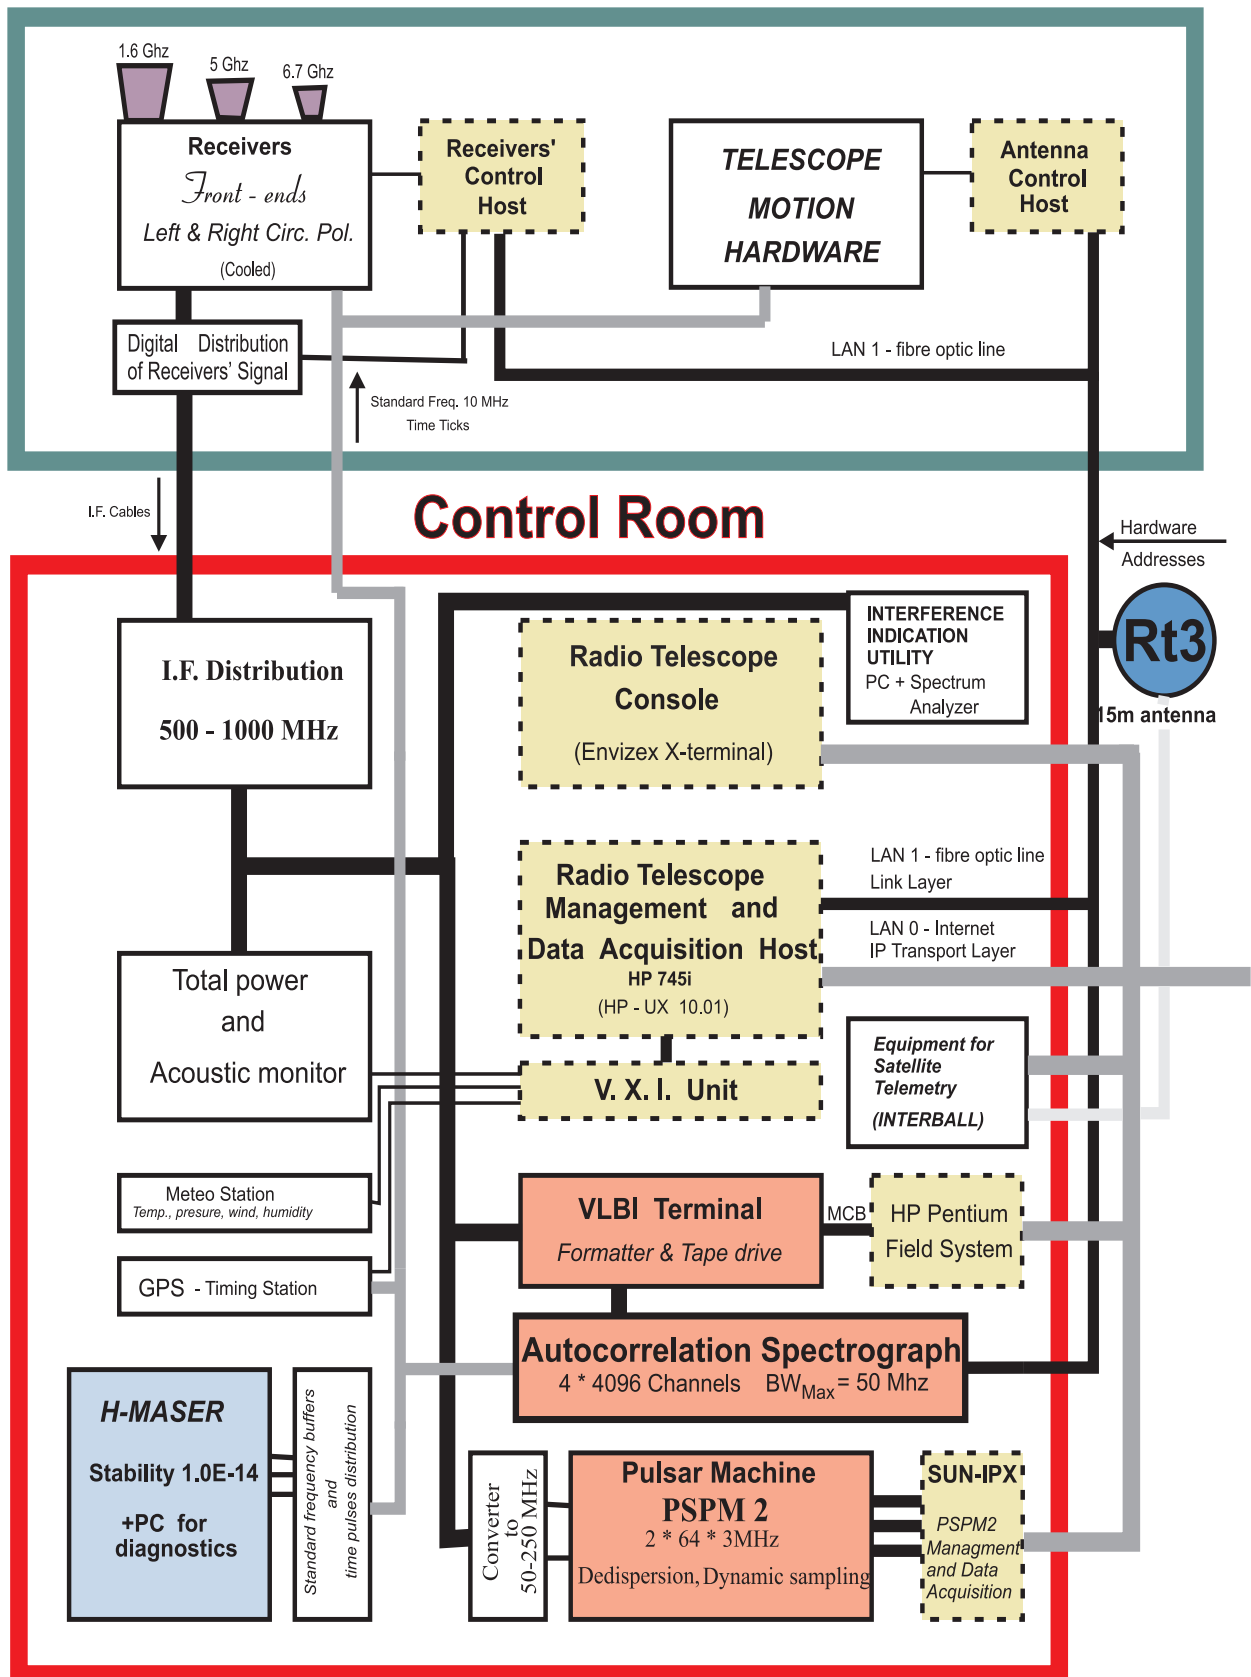 1.6 Ghz
5 Ghz
6.7 Ghz
Receivers
Front - ends
Left & Right Circ. Pol.
(Cooled)
Receivers'
Control
Host
TELESCOPE
MOTION
HARDWARE
Antenna
Control
Host
Digital Distribution
of Receivers' Signal
LAN 1 - fibre optic line
Standard Freq. 10 MHz
Time Ticks
I.F. Cables
Control Room
Hardware
Addresses
Rt3
15m antenna
I.F. Distribution
500 - 1000 MHz
Radio Telescope
Console
(Envizex X-terminal)
INTERFERENCE
INDICATION
UTILITY
PC + Spectrum
Analyzer
Radio Telescope
Management and
Data Acquisition Host
HP 745i
(HP - UX 10.01)
LAN 1 - fibre optic line
Link Layer
LAN 0 - Internet
IP Transport Layer
Total power
and
Acoustic monitor
V. X. I. Unit
Equipment for
Satellite
Telemetry
(INTERBALL)
Meteo Station
Temp., presure, wind, humidity
GPS - Timing Station
VLBI Terminal
Formatter & Tape drive
MCB
HP Pentium
Field System
Autocorrelation Spectrograph
4 * 4096 Channels BWMax = 50 Mhz
H-MASER
Stability 1.0E-14
+PC for
diagnostics
Standard frequency buffers
and
time pulses distribution
Converter
to
50-250 MHz
Pulsar Machine
PSPM 2
2 * 64 * 3MHz
Dedispersion, Dynamic sampling
SUN-IPX
PSPM2
Managment
and Data
Acquisition